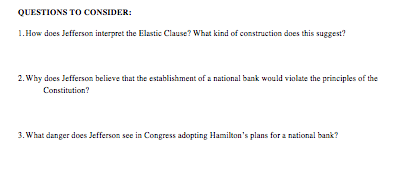 QUESTIONS TO CONSIDER:
1. How does Jefferson interpret the Elastic Clause? What kind of construction does this suggest?
2. Why does Jefferson believe that the establishment of a national bank would violate the principles of the
Constitution?
3. What danger does Jefferson see in Congress adopting Hamilton's plans for a national bank?